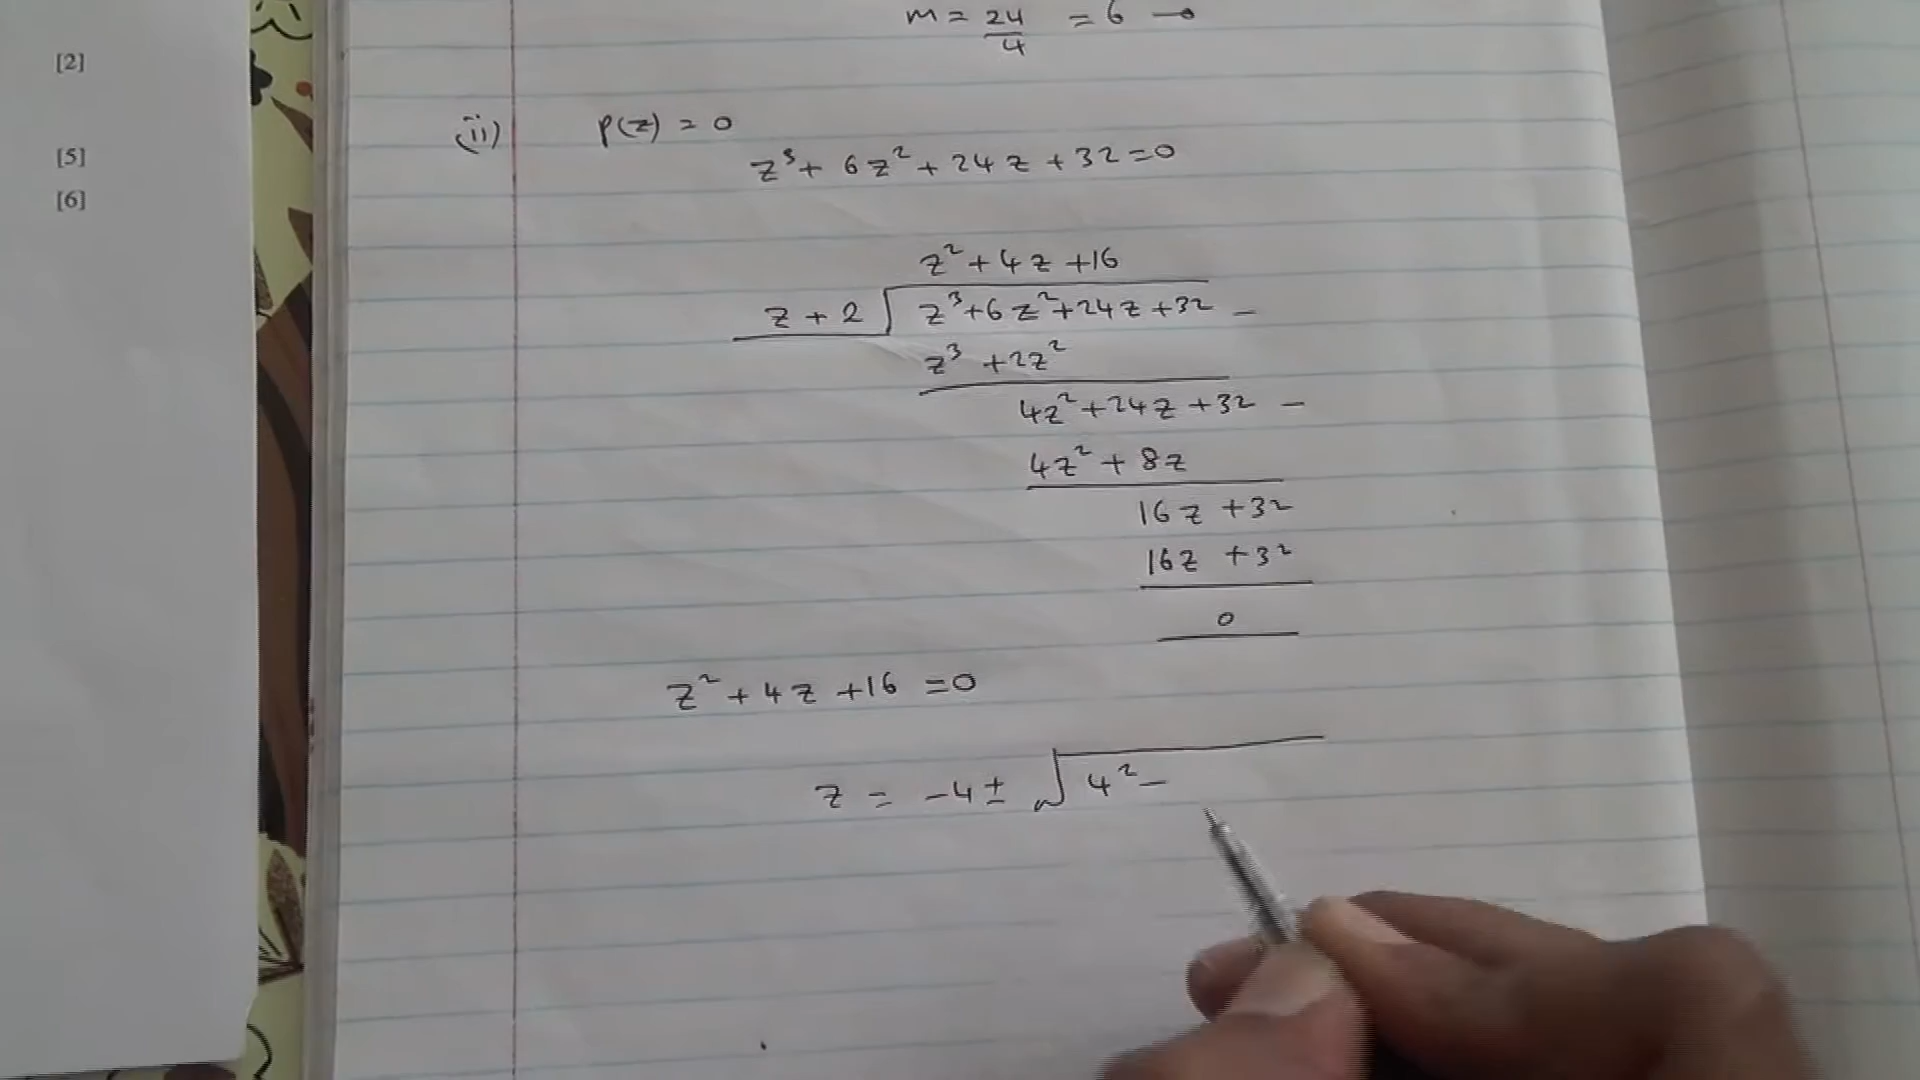 m = 24/4 = 6
[2]
(ii) P(z) = 0
[5]
z³ + 6z² + 24z + 32 = 0
[6]
z² + 4z + 16
z + 2 z³ + 6z² + 24z + 32 −
z³ + 2z²
4z² + 24z + 32 −
4z² + 8z
16z + 32
16z + 32
0
z² + 4z + 16 = 0
z = −4 ± √4² −